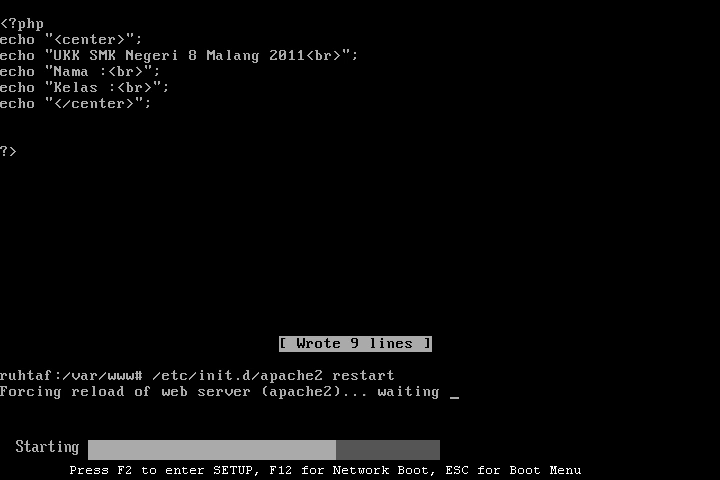 <?php
echo "<center>";
echo "UKK SMK Negeri 8 Malang 2011<br>";
echo "Nama :<br>";
echo "Kelas :<br>";
echo "</center>";
?>
[ Wrote 9 lines ]
ruhtaf:/var/www# /etc/init.d/apache2 restart
Forcing reload of web server (apache2)... waiting _
Starting
Press F2 to enter SETUP, F12 for Network Boot, ESC for Boot Menu